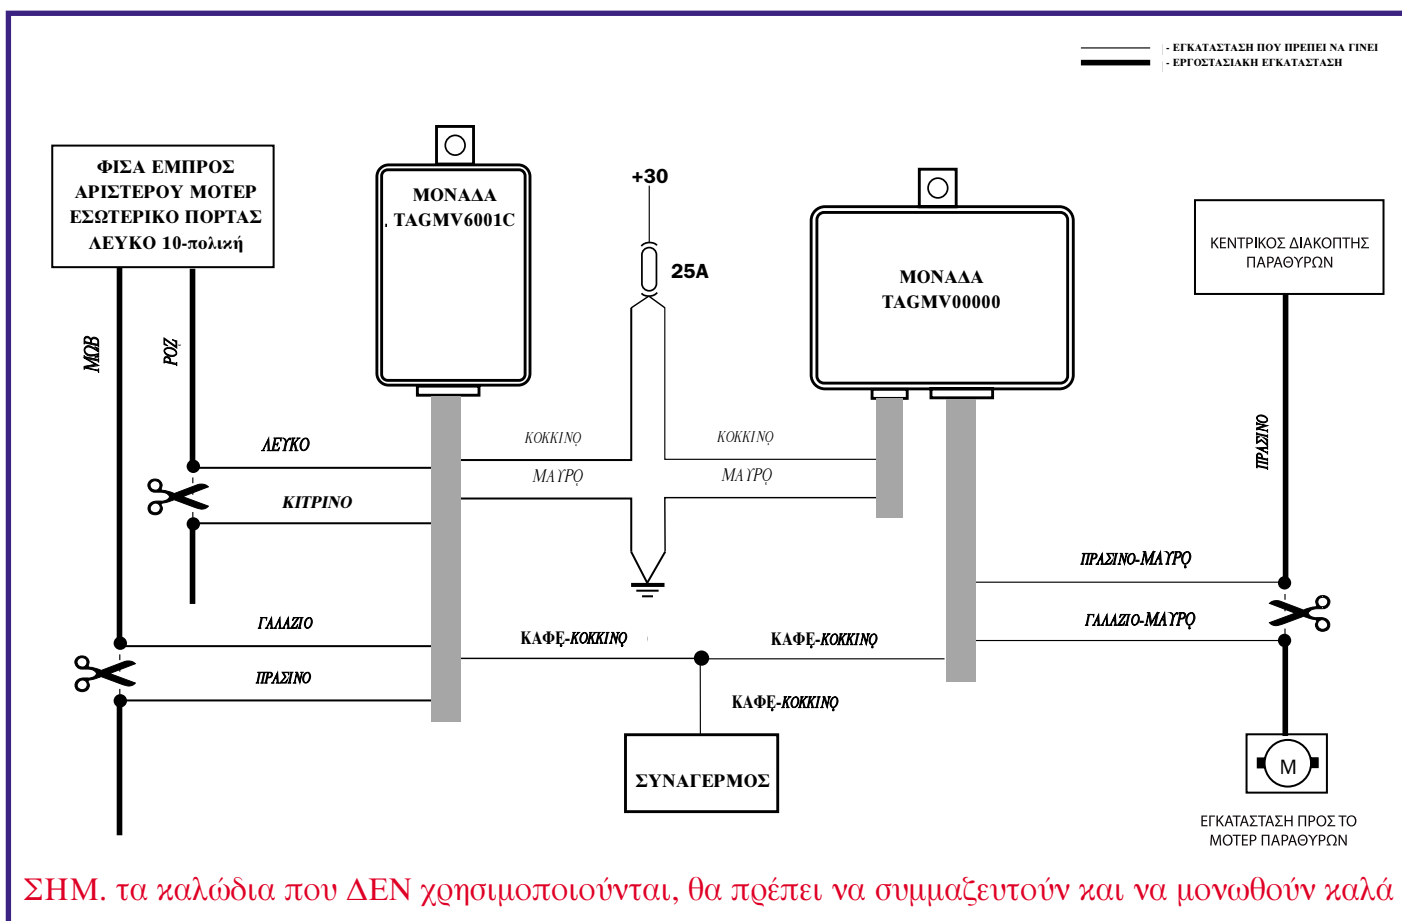 - ΕΓΚΑΤΑΣΤΑΣΗ ΠΟΥ ΠΡΕΠΕΙ ΝΑ ΓΙΝΕΙ
- ΕΡΓΟΣΤΑΣΙΑΚΗ ΕΓΚΑΤΑΣΤΑΣΗ
ΦΙΣΑ ΕΜΠΡΟΣ
ΑΡΙΣΤΕΡΟΥ ΜΟΤΕΡ
ΕΣΩΤΕΡΙΚΟ ΠΟΡΤΑΣ
ΛΕΥΚΟ 10-πολική
ΜΟΝΑΔΑ
TAGMV6001C
+30
25A
ΜΟΝΑΔΑ
TAGMV00000
ΚΕΝΤΡΙΚΟΣ ΔΙΑΚΟΠΤΗΣ
ΠΑΡΑΘΥΡΩΝ
ΜΩΒ
ΡΟΖ
ΠΡΑΣΙΝΟ
ΛΕΥΚΟ
ΚΟΚΚΙΝΟ
ΚΟΚΚΙΝΟ
ΚΙΤΡΙΝΟ
ΜΑΥΡΟ
ΜΑΥΡΟ
ΠΡΑΣΙΝΟ-ΜΑΥΡΟ
ΓΑΛΑΖΙΟ
ΚΑΦΕ-ΚΟΚΚΙΝΟ
ΚΑΦΕ-ΚΟΚΚΙΝΟ
ΓΑΛΑΖΙΟ-ΜΑΥΡΟ
ΠΡΑΣΙΝΟ
ΚΑΦΕ-ΚΟΚΚΙΝΟ
ΣΥΝΑΓΕΡΜΟΣ
M
ΕΓΚΑΤΑΣΤΑΣΗ ΠΡΟΣ ΤΟ
ΜΟΤΕΡ ΠΑΡΑΘΥΡΩΝ
ΣΗΜ. τα καλώδια που ΔΕΝ χρησιμοποιούνται, θα πρέπει να συμμαζευτούν και να μονωθούν καλά